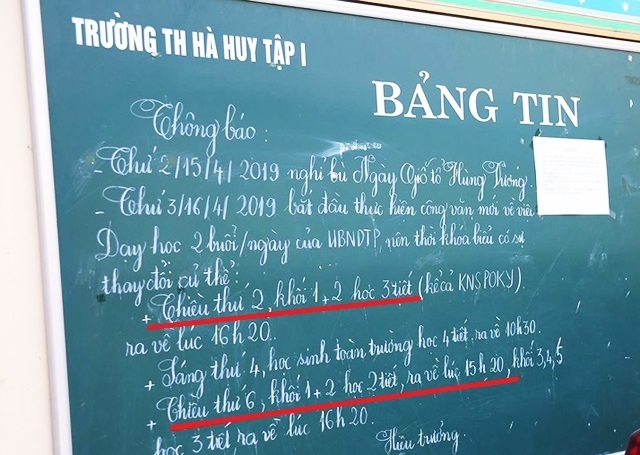 TRƯỜNG TH HÀ HUY TẬP I
BẢNG TIN
Thông báo :
- Thứ 2/15/4/2019 nghỉ bù Ngày Giỗ tổ Hùng Vương.
- Thứ 3/16/4/2019 bắt đầu thực hiện công văn mới về việc
Dạy học 2 buổi/ngày của UBNDTP, nên thời khóa biểu có sự
thay đổi cụ thể:
+ Chiều thứ 2, khối 1+2 học 3 tiết (kể cả KNS POKY).
ra về lúc 16h20.
+ Sáng thứ 4, học sinh toàn trường học 4 tiết, ra về 10h30.
+ Chiều thứ 6, khối 1+2 học 2 tiết, ra về lúc 15h20, khối 3,4,5
học 3 tiết, ra về lúc 16h20.
Hiệu trưởng.